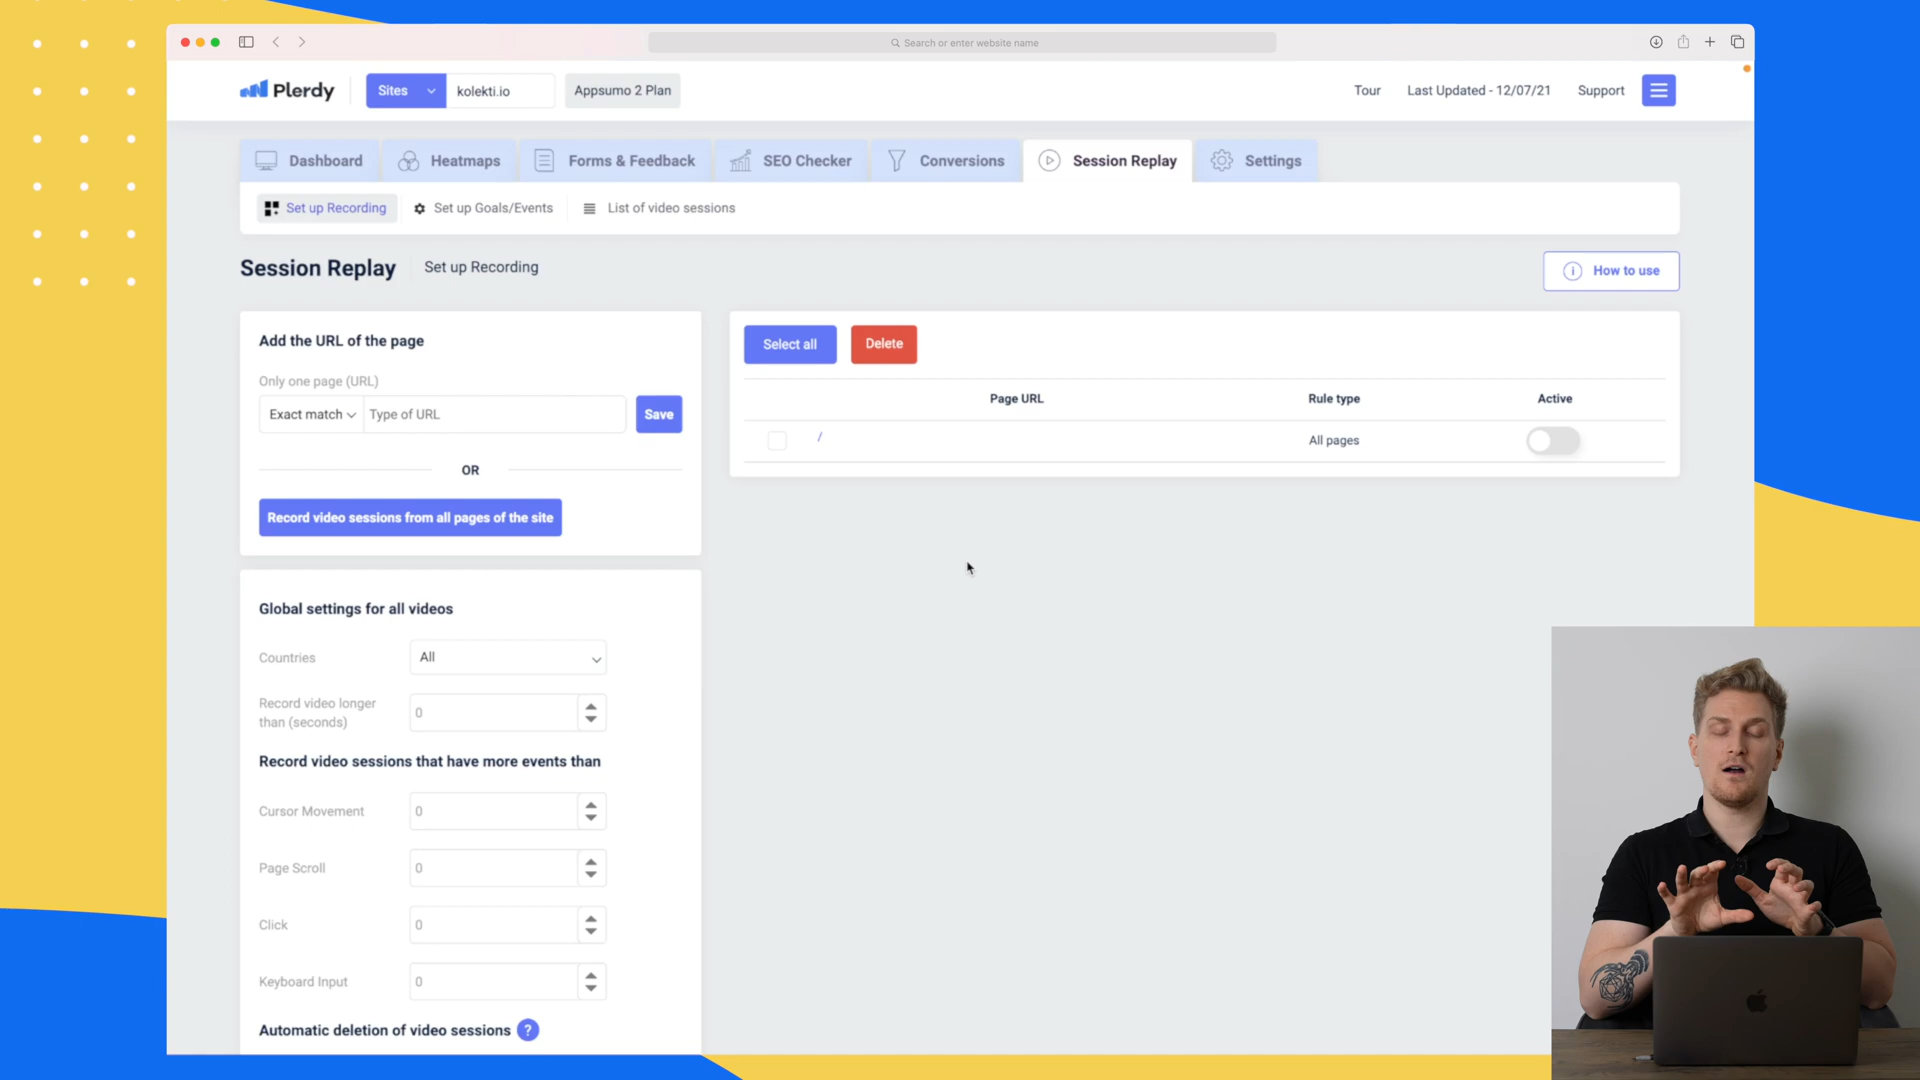 Search or enter website name
Plerdy
Sites
kolekti.io
Appsumo 2 Plan
Tour
Last Updated - 12/07/21
Support
Dashboard
Heatmaps
Forms & Feedback
SEO Checker
Conversions
Session Replay
Settings
Set up Recording
Set up Goals/Events
List of video sessions
Session Replay
Set up Recording
How to use
Add the URL of the page
Only one page (URL)
Exact match
Type of URL
Save
OR
Record video sessions from all pages of the site
Select all
Delete
Page URL
Rule type
Active
/
All pages
Global settings for all videos
Countries
All
Record video longer
than (seconds)
0
Record video sessions that have more events than
Cursor Movement
0
Page Scroll
0
Click
0
Keyboard Input
0
Automatic deletion of video sessions
?